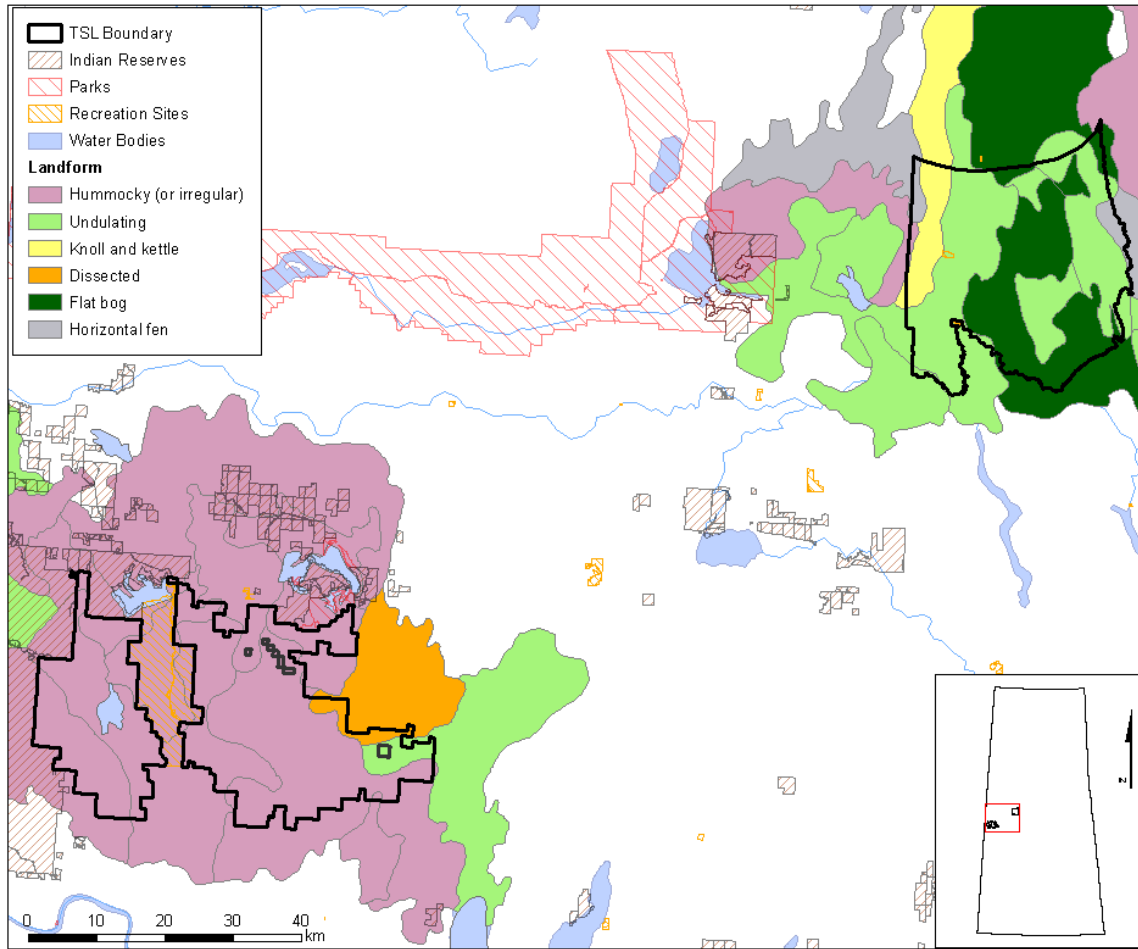 TSL Boundary
Indian Reserves
Parks
Recreation Sites
Water Bodies
Landform
Hummocky (or irregular)
Undulating
Knoll and kettle
Dissected
Flat bog
Horizontal fen
0 10 20 30 40
km
N